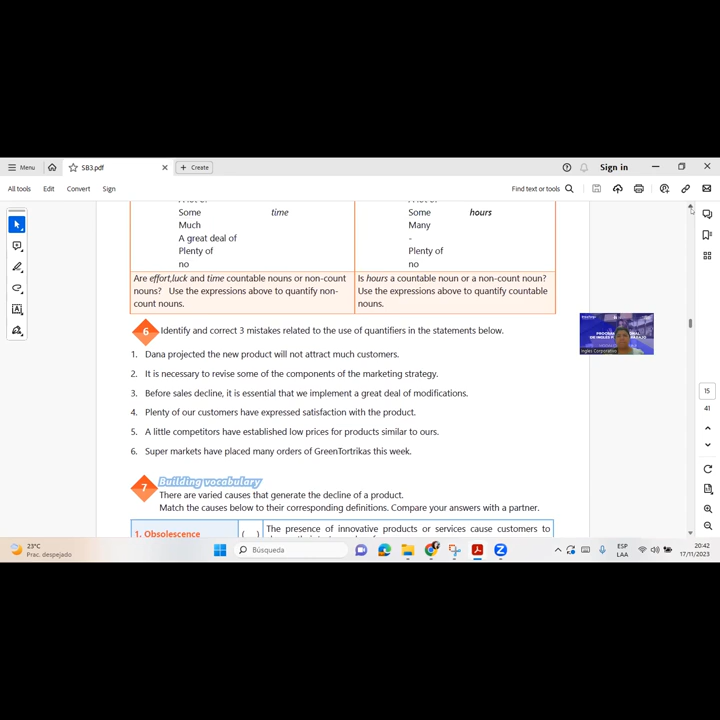 Menu
SB3.pdf
Create
Sign in
All tools
Edit
Convert
Sign
Find text or tools
Some time
Much
A great deal of
Plenty of
no
Some hours
Many
-
Plenty of
no
Are effort,luck and time countable nouns or non-count
nouns? Use the expressions above to quantify non-
count nouns.
Is hours a countable noun or a non-count noun?
Use the expressions above to quantify countable
nouns.
6 Identify and correct 3 mistakes related to the use of quantifiers in the statements below.
1. Dana projected the new product will not attract much customers.
2. It is necessary to revise some of the components of the marketing strategy.
3. Before sales decline, it is essential that we implement a great deal of modifications.
4. Plenty of our customers have expressed satisfaction with the product.
5. A little competitors have established low prices for products similar to ours.
6. Super markets have placed many orders of GreenTortrikas this week.
7 Building vocabulary
There are varied causes that generate the decline of a product.
Match the causes below to their corresponding definitions. Compare your answers with a partner.
1. Obsolescence ( ) The presence of innovative products or services cause customers to
Ingles Corporativo
15
41
23°C
Prac. despejado
Búsqueda
ESP
LAA
20:42
17/11/2023